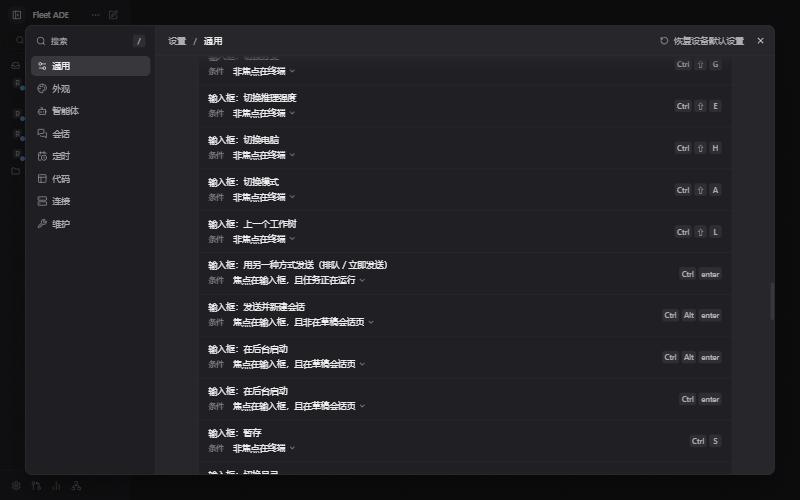 Fleet ADE
搜索
/
设置 / 通用
恢复设备默认设置
通用
外观
智能体
会话
定时
代码
连接
维护
条件 非焦点在终端
Ctrl ⇧ G
输入框：切换推理强度
条件 非焦点在终端
Ctrl ⇧ E
输入框：切换电脑
条件 非焦点在终端
Ctrl ⇧ H
输入框：切换模式
条件 非焦点在终端
Ctrl ⇧ A
输入框：上一个工作树
条件 非焦点在终端
Ctrl ⇧ L
输入框：用另一种方式发送（排队 / 立即发送）
条件 焦点在输入框，且任务正在运行
Ctrl enter
输入框：发送并新建会话
条件 焦点在输入框，且非在草稿会话页
Ctrl Alt enter
输入框：在后台启动
条件 焦点在输入框，且在草稿会话页
Ctrl Alt enter
输入框：在后台启动
条件 焦点在输入框，且在草稿会话页
Ctrl enter
输入框：暂存
条件 非焦点在终端
Ctrl S